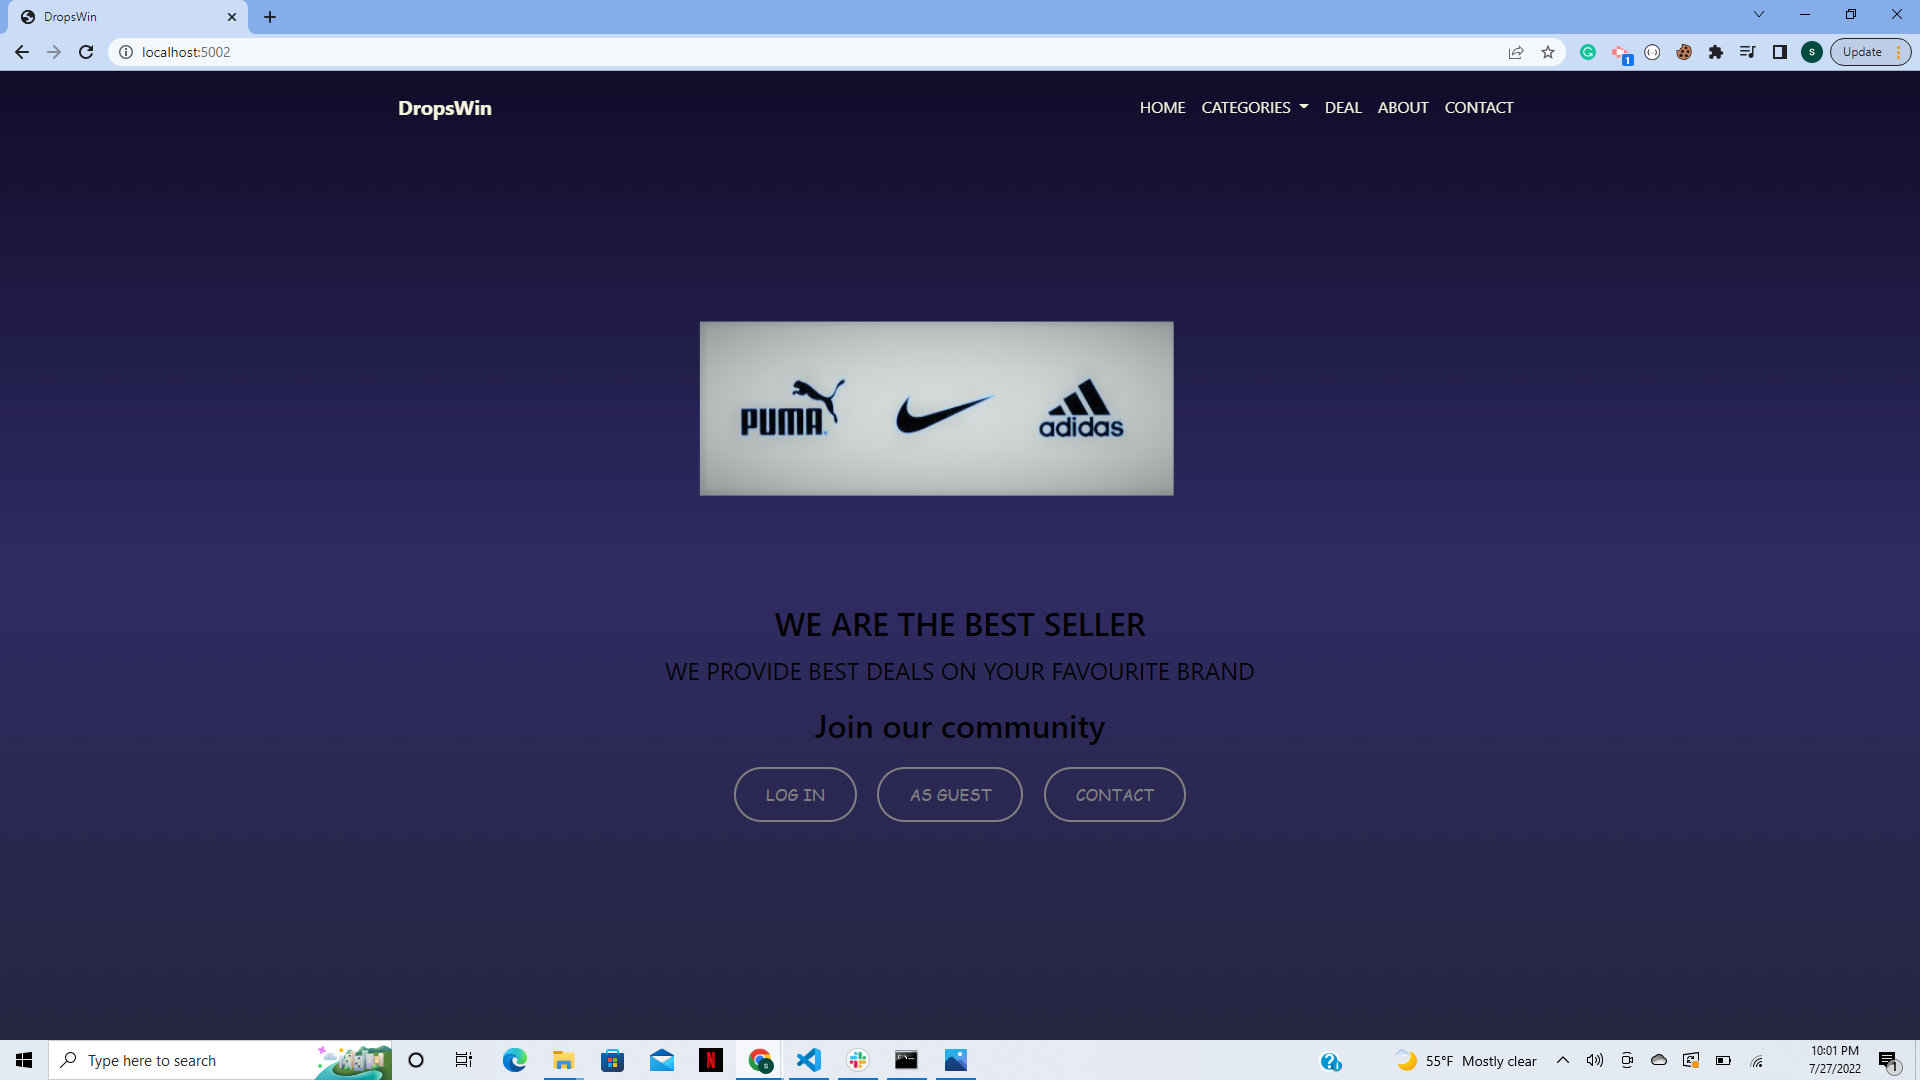 DropsWin
localhost:5002
1
S
Update
DropsWin
HOME
CATEGORIES
DEAL
ABOUT
CONTACT
PUMA
adidas
WE ARE THE BEST SELLER
WE PROVIDE BEST DEALS ON YOUR FAVOURITE BRAND
Join our community
LOG IN
AS GUEST
CONTACT
Type here to search
N
S
55°F Mostly clear
10:01 PM
7/27/2022
1